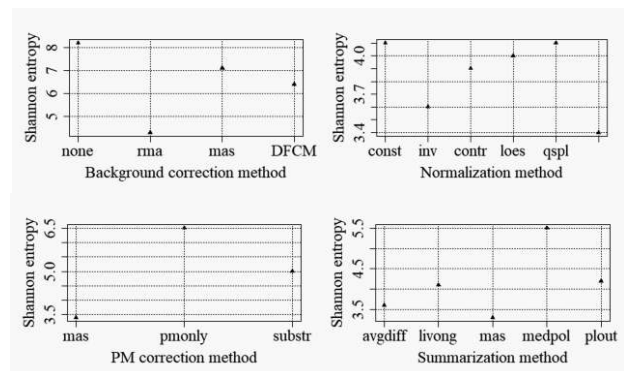 Shannon entropy
8
7
6
5
none rma mas DFCM
Background correction method
Shannon entropy
4.0
3.7
3.4
const inv contr loes qspl
Normalization method
Shannon entropy
6.5
5.0
3.5
mas pmonly substr
PM correction method
Shannon entropy
5.5
4.5
3.5
avgdiff livong mas medpol plout
Summarization method